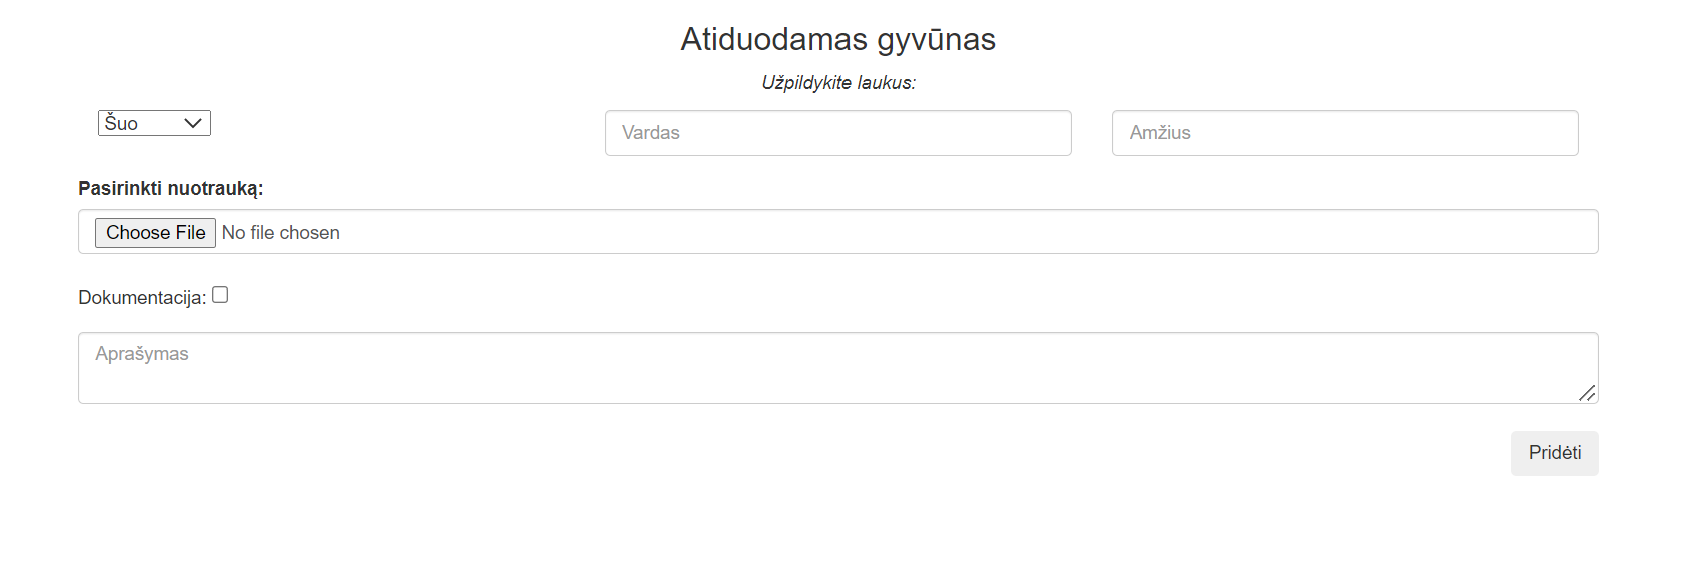 Atiduodamas gyvūnas
Užpildykite laukus:
Šuo Vardas Amžius
Pasirinkti nuotrauką:
Choose File No file chosen
Dokumentacija:
Aprašymas
Pridėti